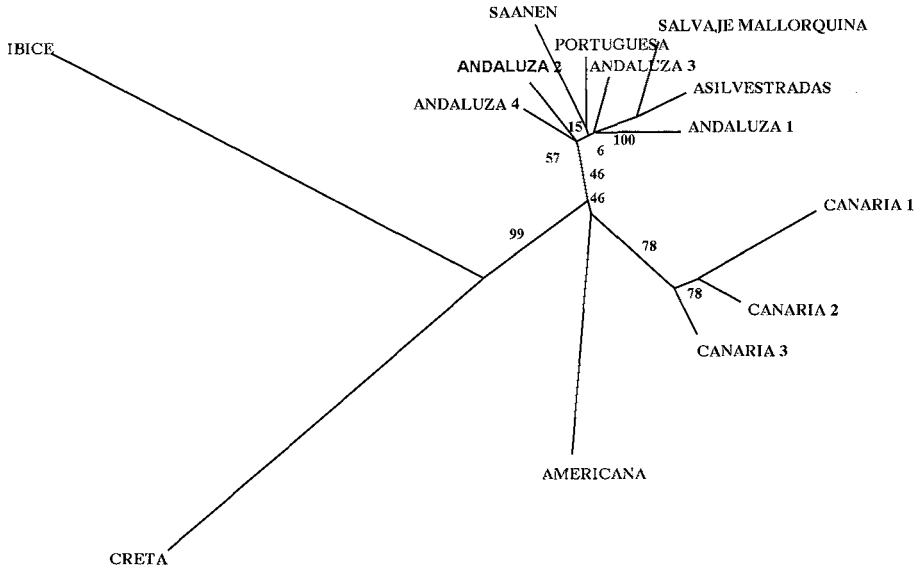 SAANEN
SALVAJE MALLORQUINA
IBICE
PORTUGUESA
ANDALUZA 2
ANDALUZA 3
ASILVESTRADAS
ANDALUZA 4
15
100
ANDALUZA 1
57
6
46
46
CANARIA 1
99
78
78
CANARIA 2
CANARIA 3
AMERICANA
CRETA